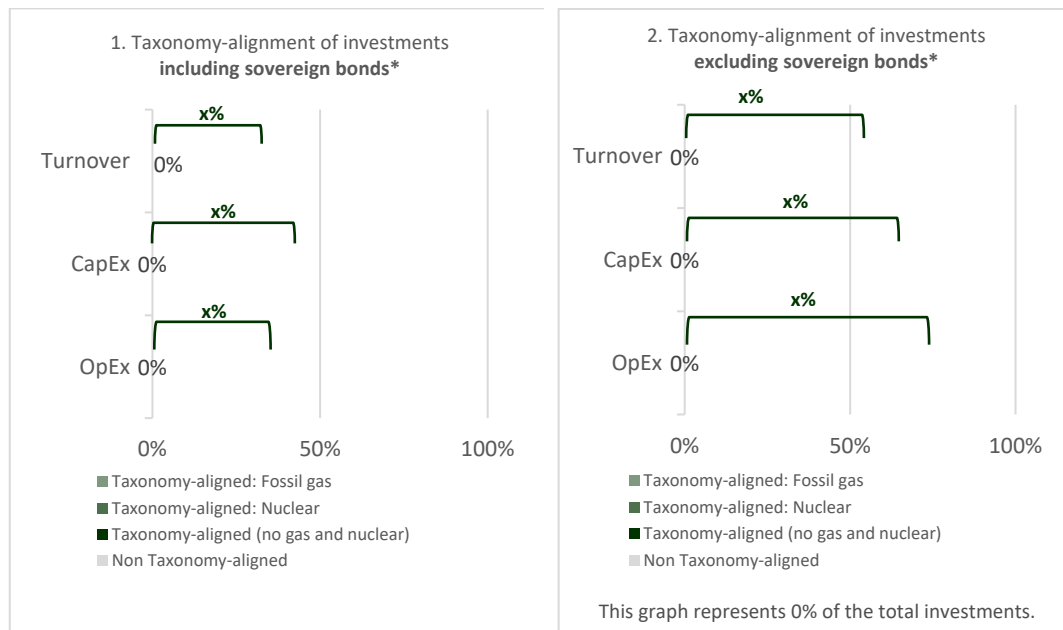 1. Taxonomy-alignment of investments
including sovereign bonds*
x%
Turnover 0%
x%
CapEx 0%
x%
OpEx 0%
0% 50% 100%
Taxonomy-aligned: Fossil gas
Taxonomy-aligned: Nuclear
Taxonomy-aligned (no gas and nuclear)
Non Taxonomy-aligned
2. Taxonomy-alignment of investments
excluding sovereign bonds*
x%
Turnover 0%
x%
CapEx 0%
x%
OpEx 0%
0% 50% 100%
Taxonomy-aligned: Fossil gas
Taxonomy-aligned: Nuclear
Taxonomy-aligned (no gas and nuclear)
Non Taxonomy-aligned
This graph represents 0% of the total investments.